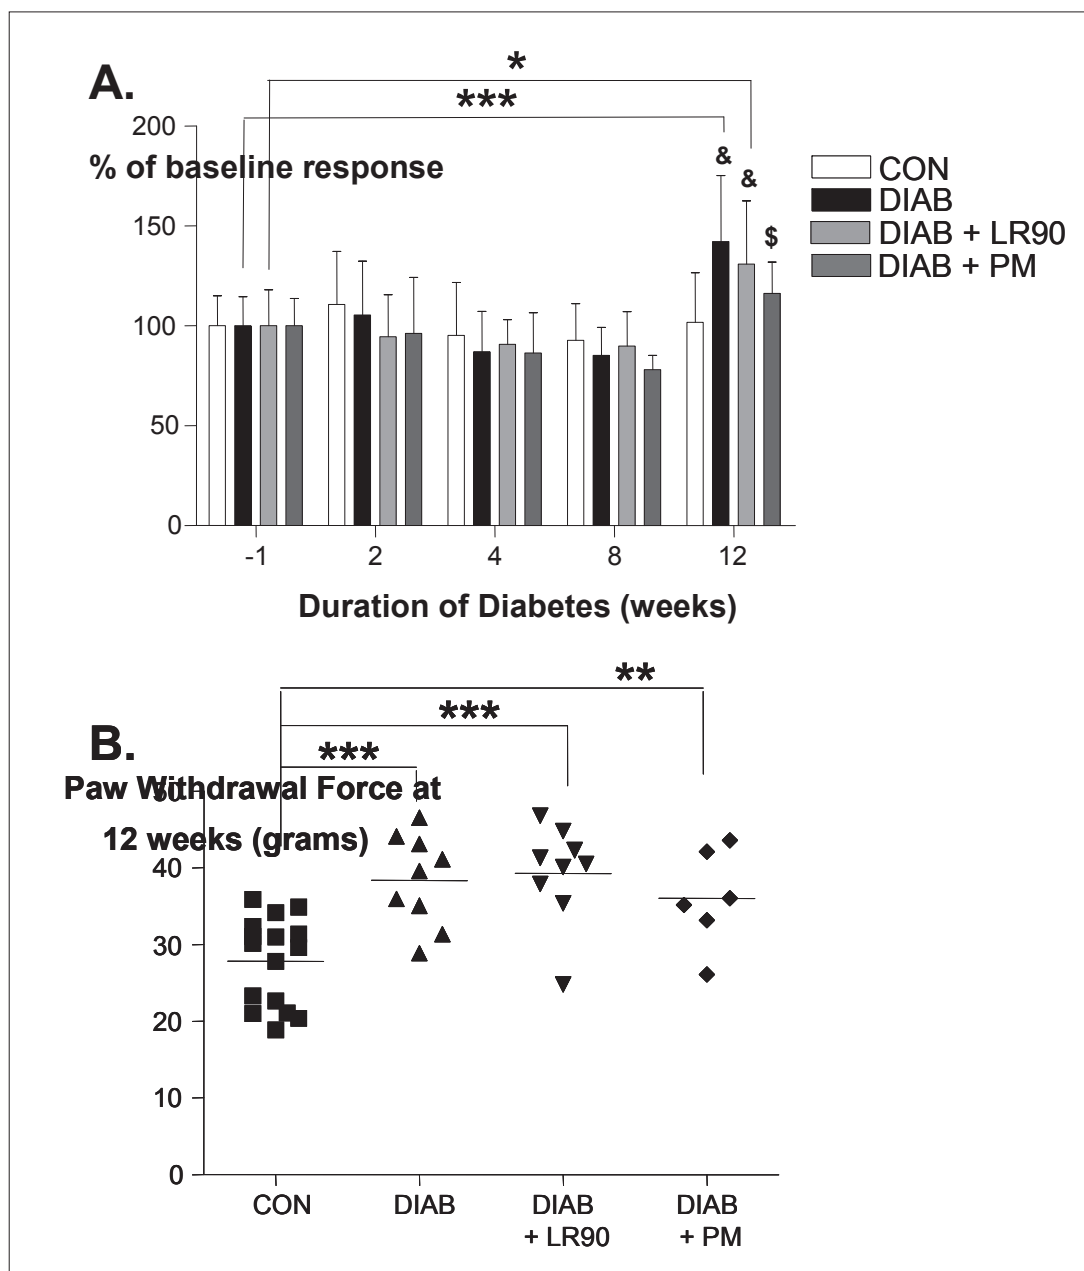 A.
*
***
200
% of baseline response
150
100
50
0
&
&
$
CON
DIAB
DIAB + LR90
DIAB + PM
-1 2 4 8 12
Duration of Diabetes (weeks)
**
***
***
B.
Paw Withdrawal Force at
12 weeks (grams)
50
40
30
20
10
0
CON DIAB DIAB DIAB
+ LR90 + PM